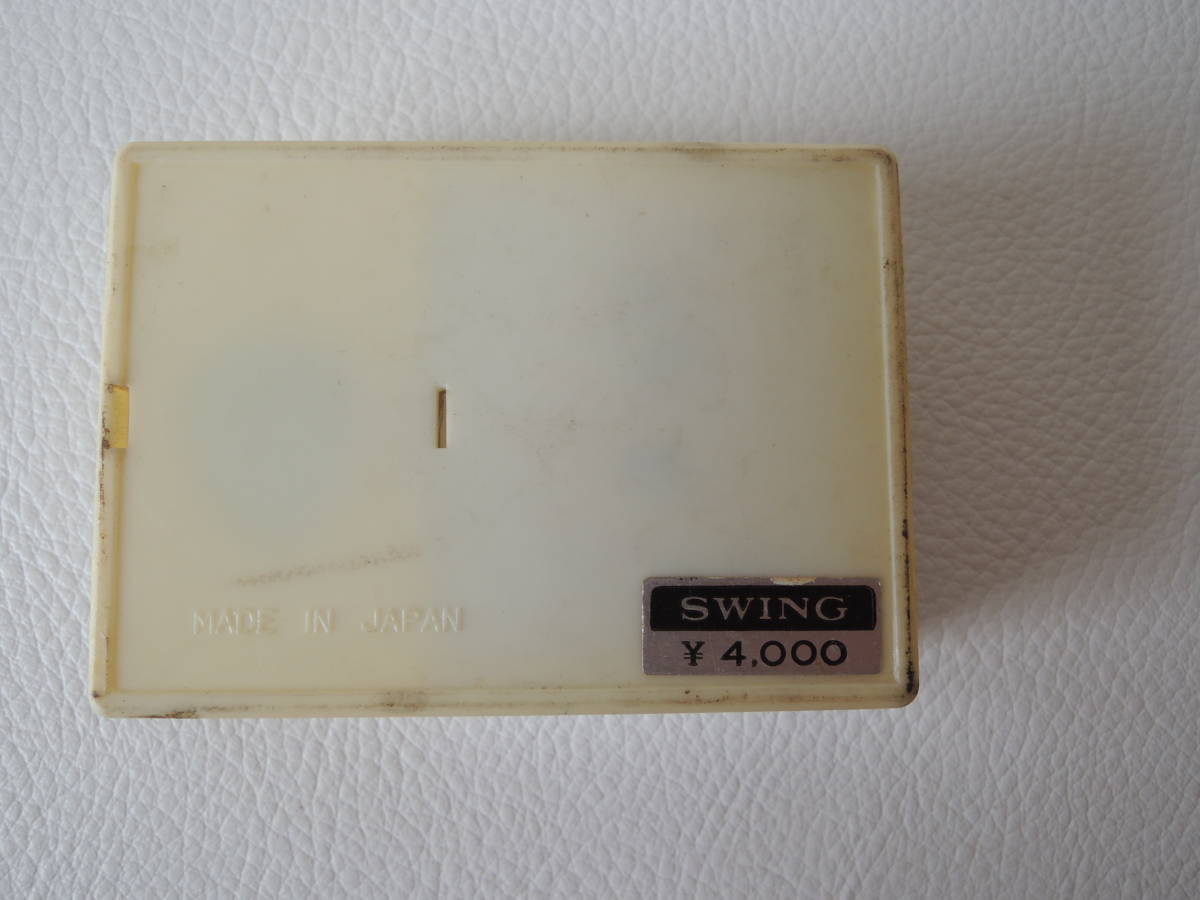 MADE IN JAPAN
SWING
¥ 4,000